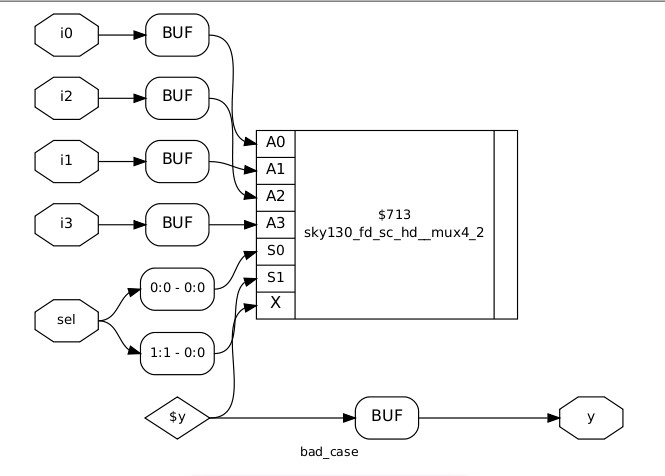 i0
BUF
i2
BUF
i1
BUF
i3
BUF
sel
0:0 - 0:0
1:1 - 0:0
A0
A1
A2
A3
S0
S1
X
$713
sky130_fd_sc_hd__mux4_2
$y
BUF
y
bad_case